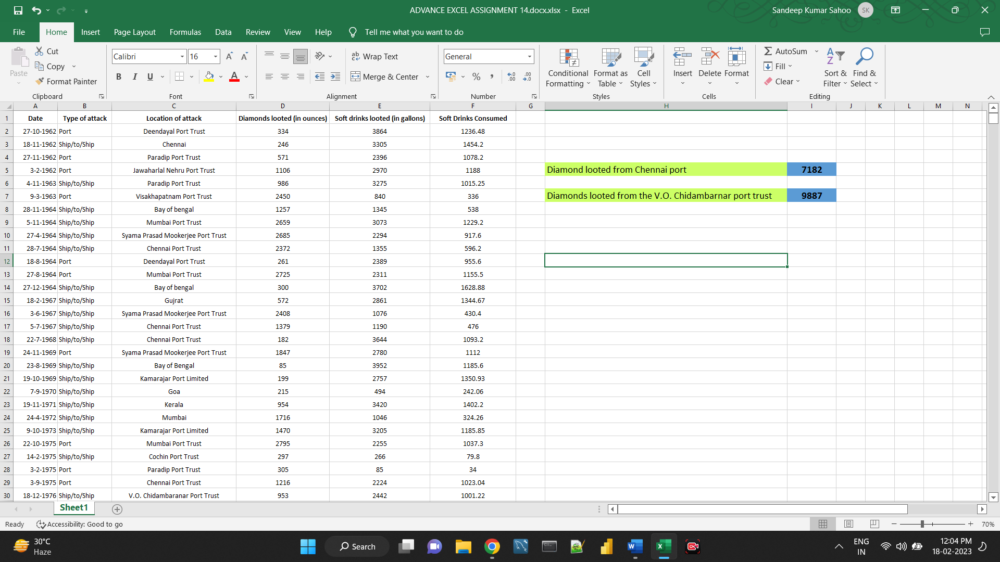 ADVANCE EXCEL ASSIGNMENT 14.docx.xlsx - Excel
Sandeep Kumar Sahoo SK
File Home Insert Page Layout Formulas Data Review View Help Tell me what you want to do
Paste Cut Copy Format Painter Clipboard
Calibri 16 B I U A Font
ab Wrap Text Merge & Center Alignment
General % , Number
Conditional Formatting Format as Table Cell Styles Styles
Insert Delete Format Cells
AutoSum Fill Clear Sort & Filter Find & Select Editing
A B C D E F G H I J K L M N
1 Date Type of attack Location of attack Diamonds looted (in ounces) Soft drinks looted (in gallons) Soft Drinks Consumed
2 27-10-1962 Port Deendayal Port Trust 334 3864 1236.48
3 18-11-1962 Ship/to/Ship Chennai 246 3305 1454.2
4 27-11-1962 Port Paradip Port Trust 571 2396 1078.2
5 3-2-1962 Port Jawaharlal Nehru Port Trust 1106 2970 1188 Diamond looted from Chennai port 7182
6 4-11-1963 Ship/to/Ship Paradip Port Trust 986 3275 1015.25
7 9-3-1963 Port Visakhapatnam Port Trust 2450 840 336 Diamonds looted from the V.O. Chidambarnar port trust 9887
8 28-11-1964 Ship/to/Ship Bay of bengal 1257 1345 538
9 5-11-1964 Ship/to/Ship Mumbai Port Trust 2659 3073 1229.2
10 27-4-1964 Ship/to/Ship Syama Prasad Mookerjee Port Trust 2685 2294 917.6
11 28-7-1964 Ship/to/Ship Chennai Port Trust 2372 1355 596.2
12 18-8-1964 Port Deendayal Port Trust 261 2389 955.6
13 27-8-1964 Port Mumbai Port Trust 2725 2311 1155.5
14 27-12-1964 Ship/to/Ship Bay of bengal 300 3702 1628.88
15 18-2-1967 Ship/to/Ship Gujrat 572 2861 1344.67
16 3-6-1967 Ship/to/Ship Syama Prasad Mookerjee Port Trust 2408 1076 430.4
17 5-7-1967 Ship/to/Ship Chennai Port Trust 1379 1190 476
18 22-7-1968 Ship/to/Ship Chennai Port Trust 182 3644 1093.2
19 24-11-1969 Port Syama Prasad Mookerjee Port Trust 1847 2780 1112
20 23-8-1969 Ship/to/Ship Bay of Bengal 85 3952 1185.6
21 19-10-1969 Ship/to/Ship Kamarajar Port Limited 199 2757 1350.93
22 7-9-1970 Ship/to/Ship Goa 215 494 242.06
23 19-11-1971 Ship/to/Ship Kerala 954 3420 1402.2
24 24-4-1972 Ship/to/Ship Mumbai 1716 1046 324.26
25 9-10-1973 Ship/to/Ship Kamarajar Port Limited 1470 3205 1185.85
26 22-10-1975 Port Mumbai Port Trust 2795 2255 1037.3
27 14-2-1975 Ship/to/Ship Cochin Port Trust 297 266 79.8
28 3-2-1975 Port Paradip Port Trust 305 85 34
29 3-9-1975 Port Chennai Port Trust 1216 2224 1023.04
30 18-12-1976 Ship/to/Ship V.O. Chidambaranar Port Trust 953 2442 1001.22
Sheet1
Ready Accessibility: Good to go 70%
30°C
Haze
Search
ENG
IN
12:04 PM
18-02-2023